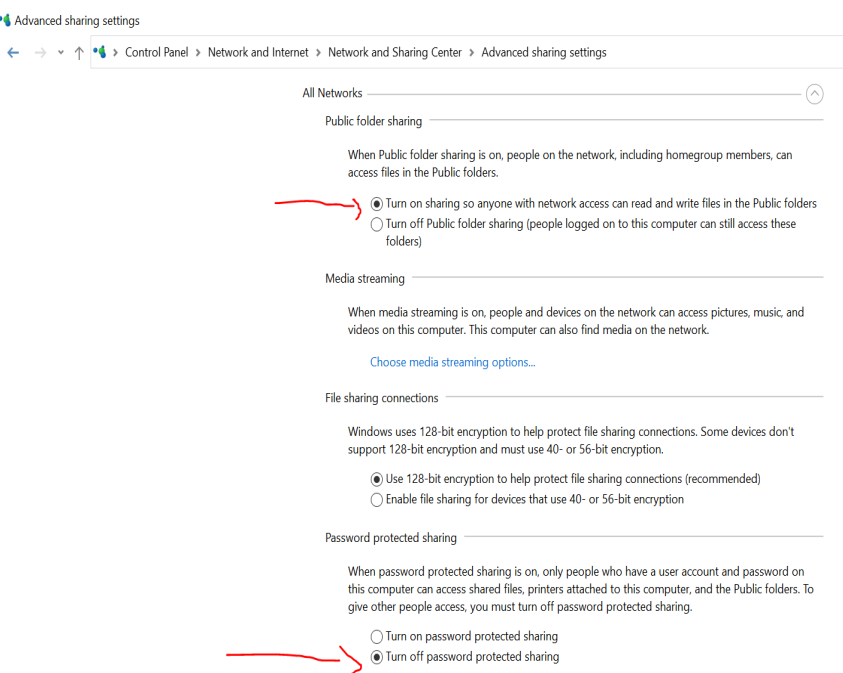 Advanced sharing settings
Control Panel > Network and Internet > Network and Sharing Center > Advanced sharing settings
All Networks
Public folder sharing
When Public folder sharing is on, people on the network, including homegroup members, can
access files in the Public folders.
Turn on sharing so anyone with network access can read and write files in the Public folders
Turn off Public folder sharing (people logged on to this computer can still access these
folders)
Media streaming
When media streaming is on, people and devices on the network can access pictures, music, and
videos on this computer. This computer can also find media on the network.
Choose media streaming options...
File sharing connections
Windows uses 128-bit encryption to help protect file sharing connections. Some devices don't
support 128-bit encryption and must use 40- or 56-bit encryption.
Use 128-bit encryption to help protect file sharing connections (recommended)
Enable file sharing for devices that use 40- or 56-bit encryption
Password protected sharing
When password protected sharing is on, only people who have a user account and password on
this computer can access shared files, printers attached to this computer, and the Public folders. To
give other people access, you must turn off password protected sharing.
Turn on password protected sharing
Turn off password protected sharing